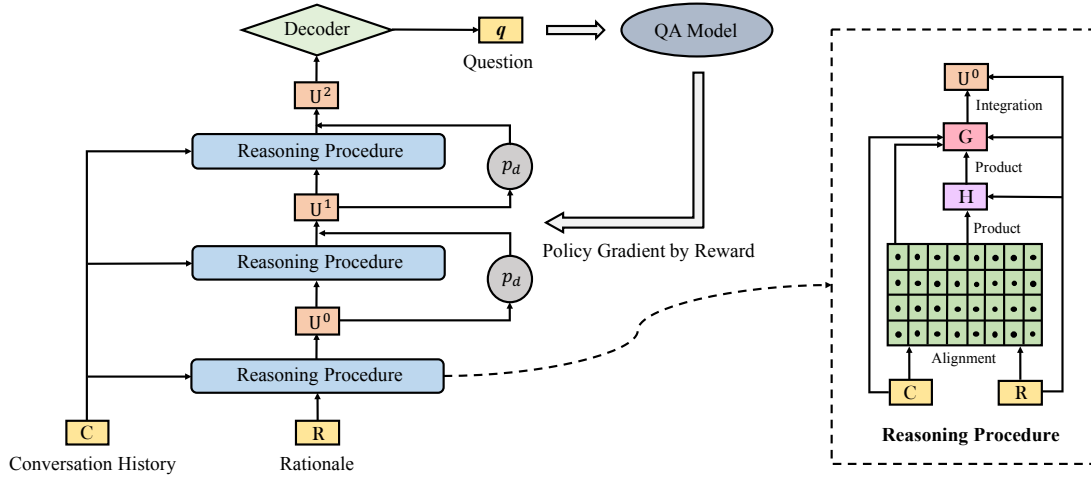 Decoder
q
Question
QA Model
U²
Reasoning Procedure
p_d
U¹
Policy Gradient by Reward
Reasoning Procedure
p_d
U⁰
Reasoning Procedure
C
R
Conversation History
Rationale
U⁰
Integration
G
Product
H
Product
Alignment
C
R
Reasoning Procedure